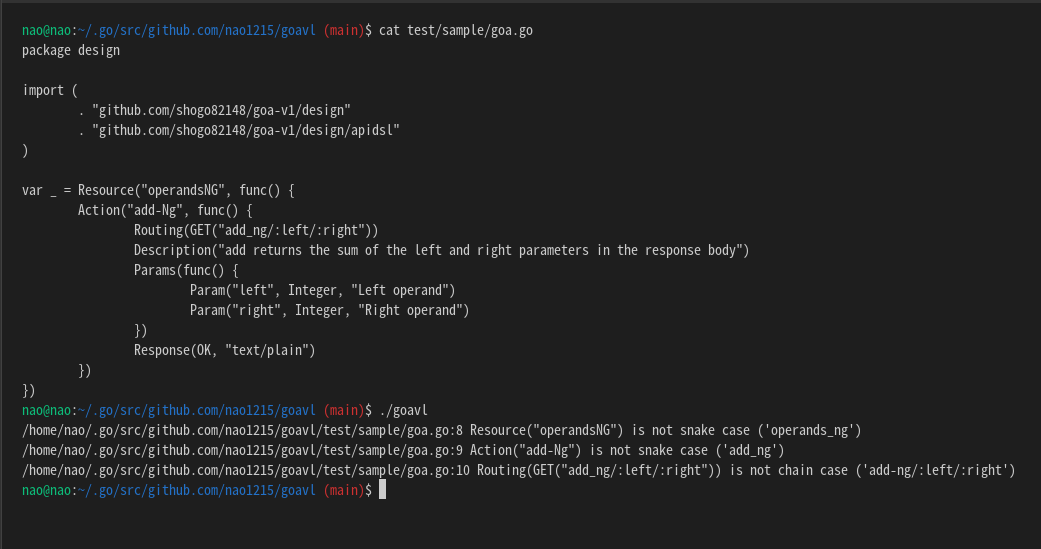 nao@nao:~/.go/src/github.com/nao1215/goavl (main)$ cat test/sample/goa.go
package design

import (
        . "github.com/shogo82148/goa-v1/design"
        . "github.com/shogo82148/goa-v1/design/apidsl"
)

var _ = Resource("operandsNG", func() {
        Action("add-Ng", func() {
                Routing(GET("add_ng/:left/:right"))
                Description("add returns the sum of the left and right parameters in the response body")
                Params(func() {
                        Param("left", Integer, "Left operand")
                        Param("right", Integer, "Right operand")
                })
                Response(OK, "text/plain")
        })
})
nao@nao:~/.go/src/github.com/nao1215/goavl (main)$ ./goavl
/home/nao/.go/src/github.com/nao1215/goavl/test/sample/goa.go:8 Resource("operandsNG") is not snake case ('operands_ng')
/home/nao/.go/src/github.com/nao1215/goavl/test/sample/goa.go:9 Action("add-Ng") is not snake case ('add_ng')
/home/nao/.go/src/github.com/nao1215/goavl/test/sample/goa.go:10 Routing(GET("add_ng/:left/:right")) is not chain case ('add-ng/:left/:right')
nao@nao:~/.go/src/github.com/nao1215/goavl (main)$